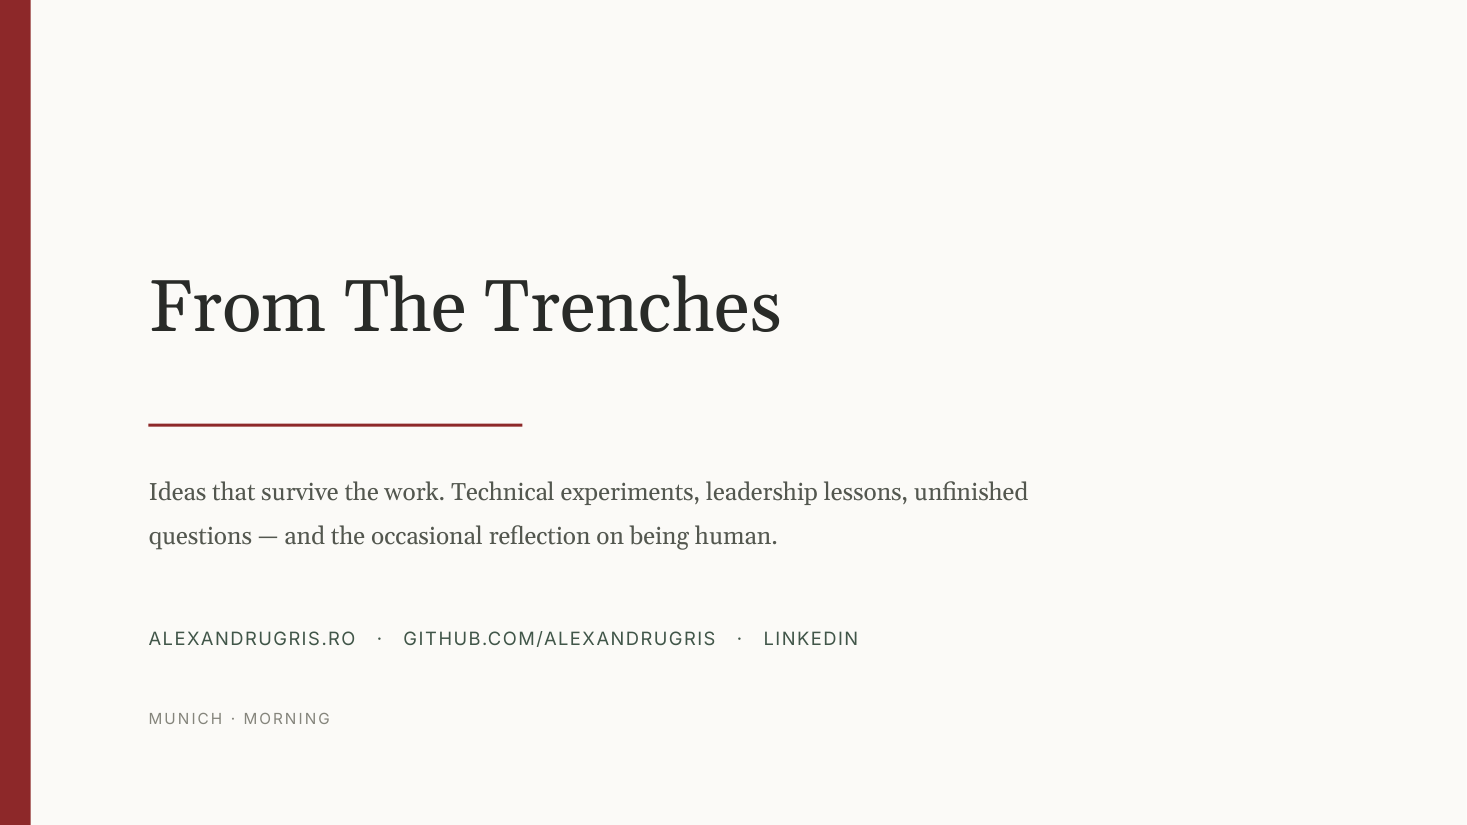 From The Trenches
Ideas that survive the work. Technical experiments, leadership lessons, unfinished
questions — and the occasional reflection on being human.
ALEXANDRUGRIS.RO · GITHUB.COM/ALEXANDRUGRIS · LINKEDIN
MUNICH · MORNING